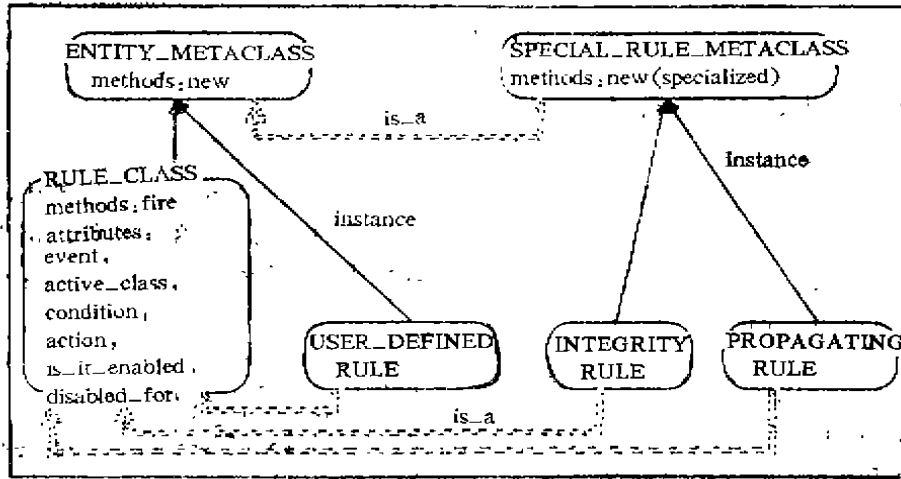 ENTITY_METACLASS
methods:new
SPECIAL_RULE_METACLASS
methods:new(specialized)
is_a
Instance
RULE_CLASS
methods:fire
attributes:
event,
active_class,
condition,
action,
is_it_enabled,
disabled_for,
instance
USER_DEFINED
RULE
INTEGRITY
RULE
PROPAGATING
RULE
is_a